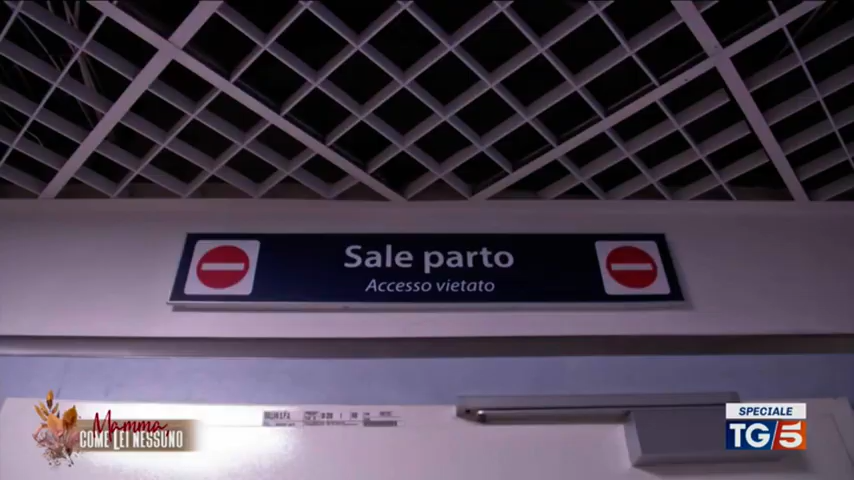 Sale parto
Accesso vietato
Mamma
COME LEI NESSUNO
SPECIALE
TG5